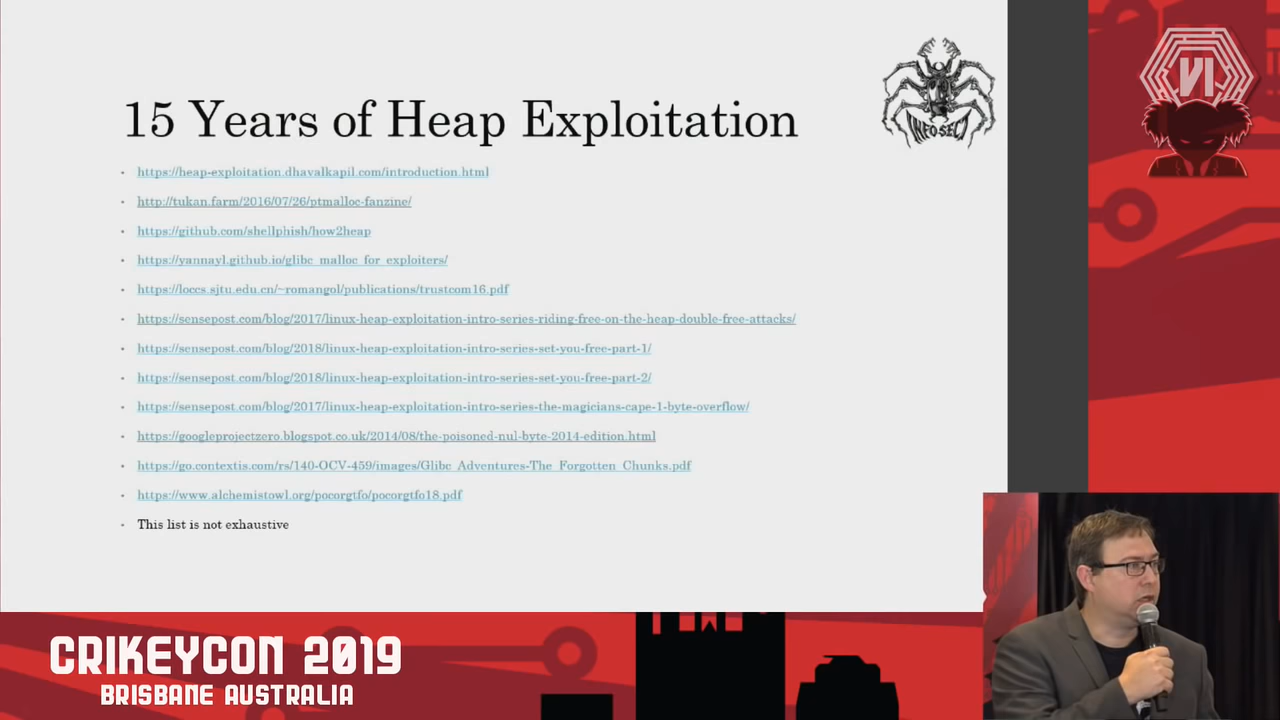 15 Years of Heap Exploitation
INFOSECT
VI
https://heap-exploitation.dhavalkapil.com/introduction.html
http://tukan.farm/2016/07/26/ptmalloc-fanzine/
https://github.com/shellphish/how2heap
https://yannayl.github.io/glibc_malloc_for_exploiters/
https://loccs.sjtu.edu.cn/~romangol/publications/trustcom16.pdf
https://sensepost.com/blog/2017/linux-heap-exploitation-intro-series-riding-free-on-the-heap-double-free-attacks/
https://sensepost.com/blog/2018/linux-heap-exploitation-intro-series-set-you-free-part-1/
https://sensepost.com/blog/2018/linux-heap-exploitation-intro-series-set-you-free-part-2/
https://sensepost.com/blog/2017/linux-heap-exploitation-intro-series-the-magicians-cape-1-byte-overflow/
https://googleprojectzero.blogspot.co.uk/2014/08/the-poisoned-nul-byte-2014-edition.html
https://go.contextis.com/rs/140-OCV-459/images/Glibc_Adventures-The_Forgotten_Chunks.pdf
https://www.alchemistowl.org/pocorgtfo/pocorgtfo18.pdf
This list is not exhaustive
CRIKEYCON 2019
BRISBANE AUSTRALIA